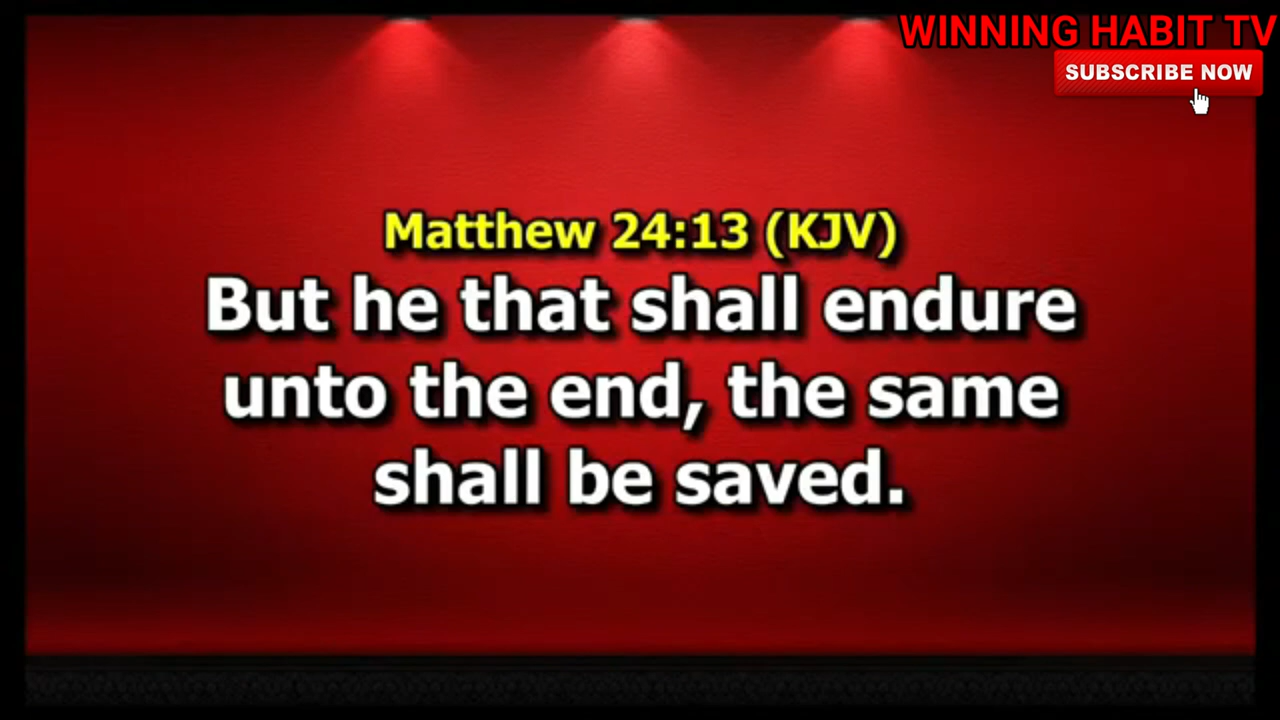 WINNING HABIT TV
SUBSCRIBE NOW
Matthew 24:13 (KJV)
But he that shall endure
unto the end, the same
shall be saved.